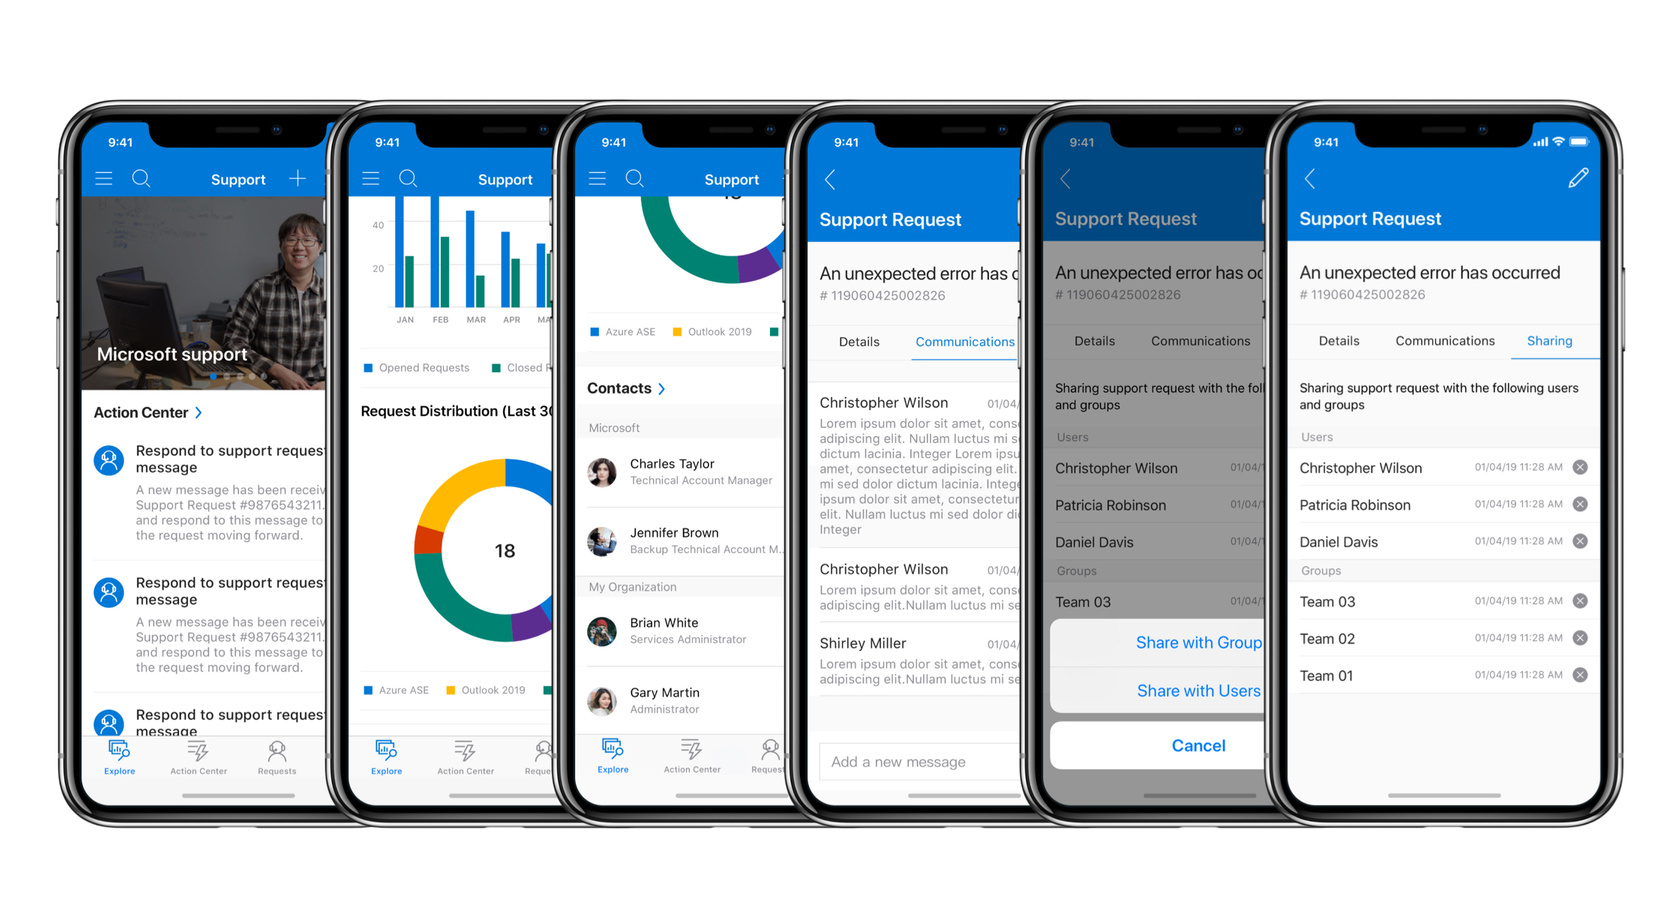 9:41
Support
Microsoft support
Action Center
Respond to support request
message
A new message has been receiv
Support Request #9876543211.
and respond to this message to
the request moving forward.
Respond to support request
message
A new message has been receiv
Support Request #9876543211.
and respond to this message to
the request moving forward.
Respond to support request
message
Explore
Action Center
Requests
9:41
Support
40
20
JAN FEB MAR APR MA
Opened Requests Closed R
Request Distribution (Last 30
18
Azure ASE Outlook 2019
Explore
Action Center
Reque
9:41
Support
18
Azure ASE Outlook 2019
Contacts
Microsoft
Charles Taylor
Technical Account Manager
Jennifer Brown
Backup Technical Account M...
My Organization
Brian White
Services Administrator
Gary Martin
Administrator
Explore
Action Center
Request
9:41
Support Request
An unexpected error has o
# 119060425002826
Details Communications
Christopher Wilson 01/04/
Lorem ipsum dolor sit amet, cons
adipiscing elit. Nullam luctus mi s
dictum lacinia. Integer Lorem ipsu
amet, consectetur adipiscing elit.
mi sed dolor dictum lacinia. Intege
ipsum dolor sit amet, consectetur
elit. Nullam luctus mi sed dolor di
Integer
Christopher Wilson 01/04/
Lorem ipsum dolor sit amet, cons
adipiscing elit.Nullam luctus mi se
Shirley Miller 01/04/
Lorem ipsum dolor sit amet, cons
adipiscing elit.Nullam luctus mi se
Add a new message
9:41
Support Request
An unexpected error has oc
# 119060425002826
Details Communications
Sharing support request with the fol
and groups
Users
Christopher Wilson 01/04/1
Patricia Robinson 01/04/1
Daniel Davis 01/04/1
Groups
Team 03 01/04/1
Share with Group
Share with Users
Cancel
9:41
Support Request
An unexpected error has occurred
# 119060425002826
Details Communications Sharing
Sharing support request with the following users
and groups
Users
Christopher Wilson 01/04/19 11:28 AM
Patricia Robinson 01/04/19 11:28 AM
Daniel Davis 01/04/19 11:28 AM
Groups
Team 03 01/04/19 11:28 AM
Team 02 01/04/19 11:28 AM
Team 01 01/04/19 11:28 AM